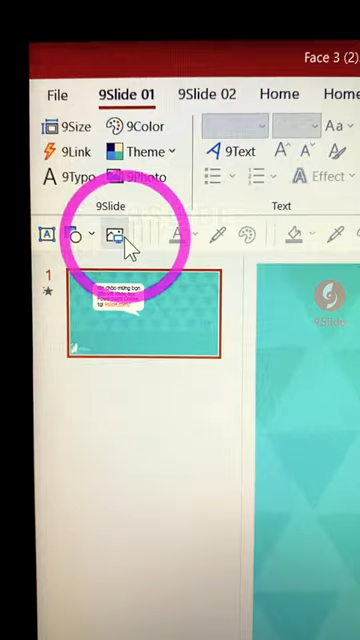 Face 3 (2)
File
9Slide 01
9Slide 02
Home
Home
9Size
9Color
Aa
9Link
Theme
9Text
9Typo
9Photo
Effect
9Slide
Text
1
9Slide